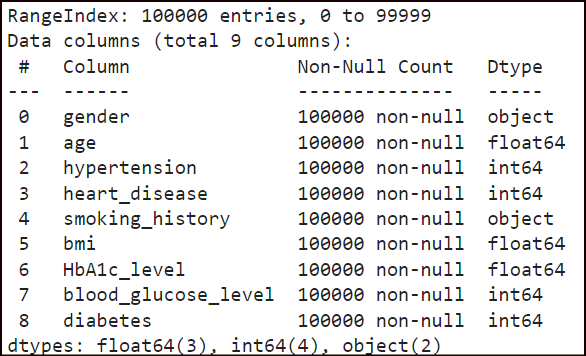 RangeIndex: 100000 entries, 0 to 99999
Data columns (total 9 columns):
 #   Column               Non-Null Count   Dtype
---  ------               --------------   -----
 0   gender               100000 non-null  object
 1   age                  100000 non-null  float64
 2   hypertension         100000 non-null  int64
 3   heart_disease        100000 non-null  int64
 4   smoking_history      100000 non-null  object
 5   bmi                  100000 non-null  float64
 6   HbA1c_level          100000 non-null  float64
 7   blood_glucose_level  100000 non-null  int64
 8   diabetes             100000 non-null  int64
dtypes: float64(3), int64(4), object(2)